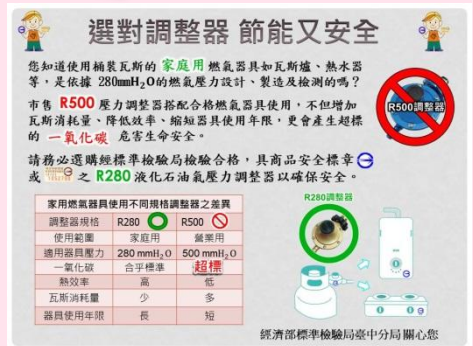 選對調整器 節能又安全
您知道使用桶裝瓦斯的 家庭用 燃氣器具如瓦斯爐、熱水器
等，是依據 280mmH₂O的燃氣壓力設計、製造及檢測的嗎？
市售 R500 壓力調整器搭配合格燃氣器具使用，不但增加
瓦斯消耗量、降低效率、縮短器具使用年限，更會產生超標
的 一氧化碳 危害生命安全。
R500調整器
請務必選購經標準檢驗局檢驗合格，具商品安全標章
或 之 R280 液化石油氣壓力調整器以確保安全。
家用燃氣器具使用不同規格調整器之差異
調整器規格 R280 R500
使用範圍 家庭用 營業用
適用器具壓力 280 mmH₂O 500 mmH₂O
一氧化碳 合乎標準 超標
熱效率 高 低
瓦斯消耗量 少 多
器具使用年限 長 短
R280調整器
經濟部標準檢驗局臺中分局 關心您